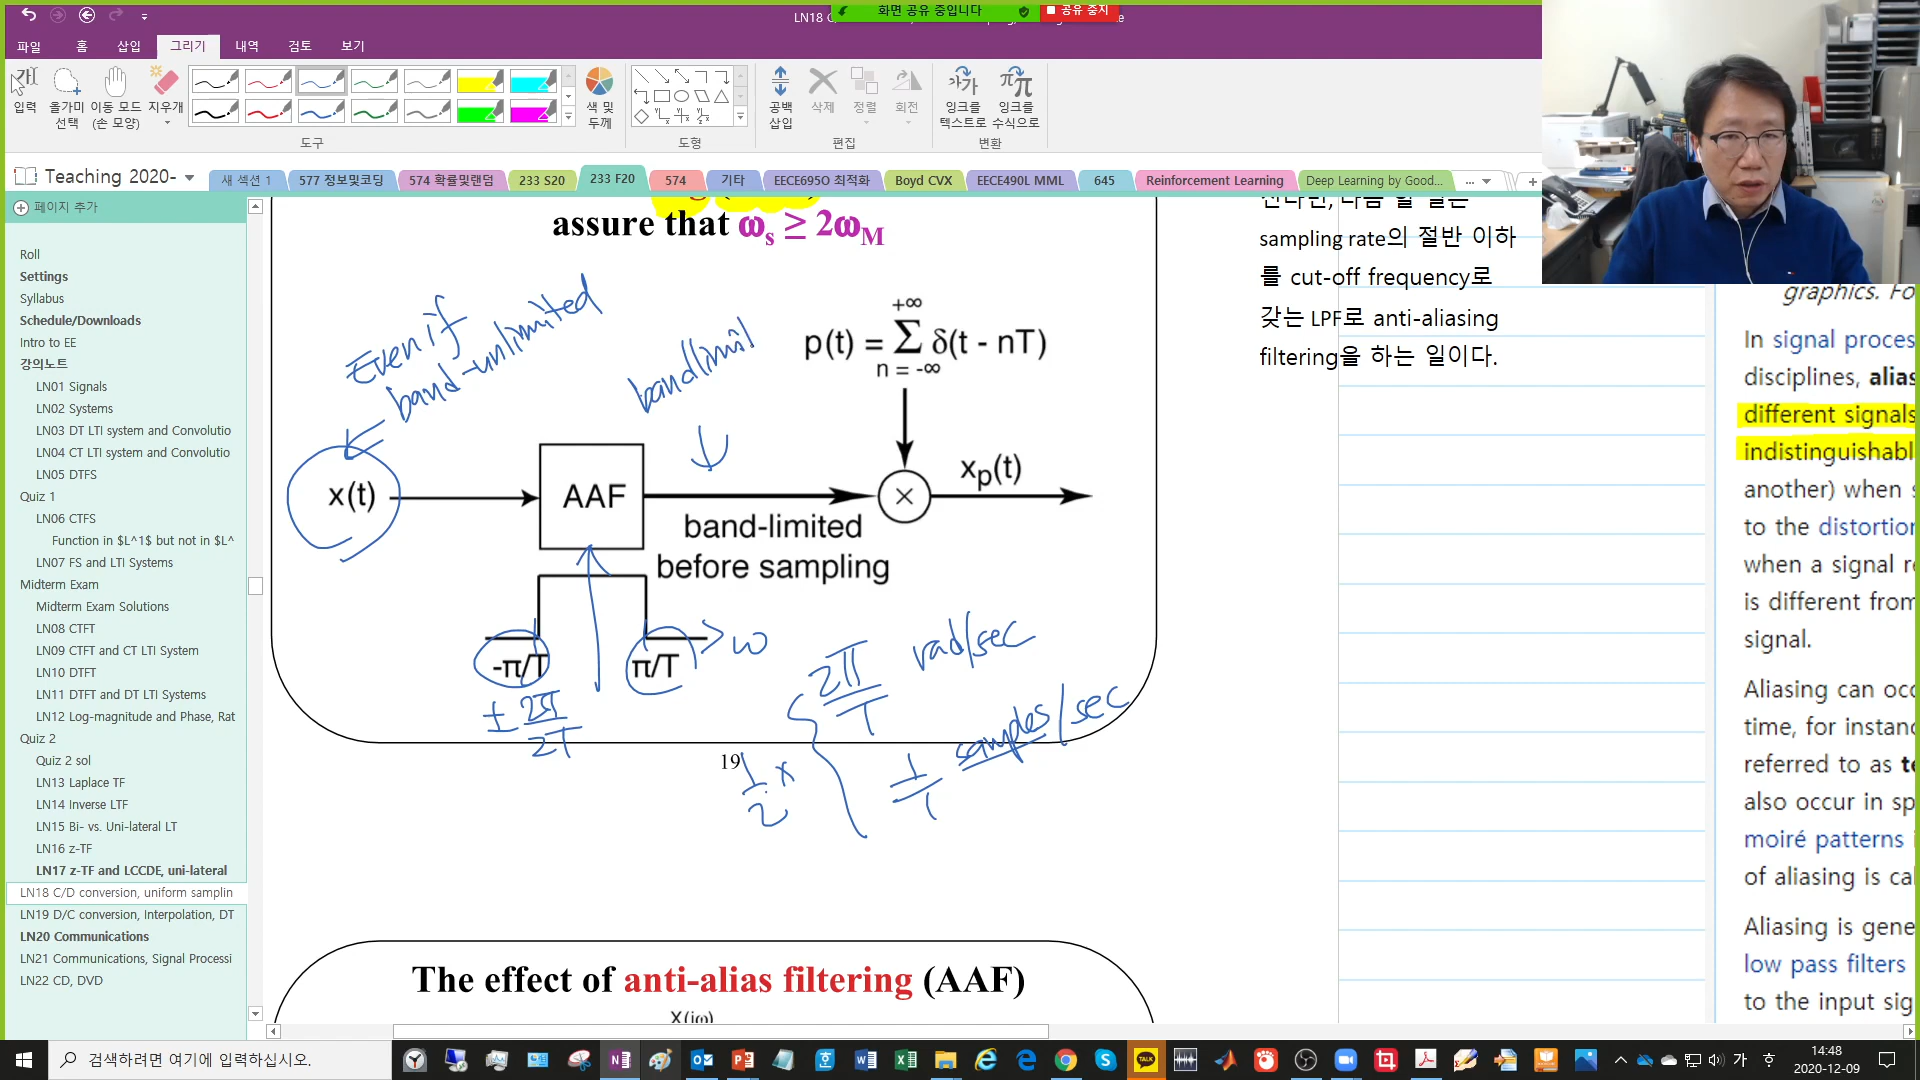 화면 공유 중입니다
공유 중지
파일 홈 삽입 그리기 내역 검토 보기
입력
올가미 선택
이동 모드 (손 모양)
지우개
색 및 두께
공백 삽입
삭제
정렬
회전
잉크를 텍스트로
잉크를 수식으로
도구
도형
편집
변환
Teaching 2020-
새 섹션 1
577 정보및코딩
574 확률및랜덤
233 S20
233 F20
574
기타
EECE695O 최적화
Boyd CVX
EECE490L MML
645
Reinforcement Learning
Deep Learning by Good...
페이지 추가
Roll
Settings
Syllabus
Schedule/Downloads
Intro to EE
강의노트
LN01 Signals
LN02 Systems
LN03 DT LTI system and Convolutio
LN04 CT LTI system and Convolutio
LN05 DTFS
Quiz 1
LN06 CTFS
Function in $L^1$ but not in $L^
LN07 FS and LTI Systems
Midterm Exam
Midterm Exam Solutions
LN08 CTFT
LN09 CTFT and CT LTI System
LN10 DTFT
LN11 DTFT and DT LTI Systems
LN12 Log-magnitude and Phase, Rat
Quiz 2
Quiz 2 sol
LN13 Laplace TF
LN14 Inverse LTF
LN15 Bi- vs. Uni-lateral LT
LN16 z-TF
LN17 z-TF and LCCDE, uni-lateral
LN18 C/D conversion, uniform samplin
LN19 D/C conversion, Interpolation, DT
LN20 Communications
LN21 Communications, Signal Processi
LN22 CD, DVD
assure that ωs ≥ 2ωM
Even if
band-unlimited
bandlimit
p(t) = Σ δ(t - nT)
+∞
n = -∞
x(t)
AAF
xp(t)
×
band-limited
before sampling
-π/T
π/T
> ω
± 2π/2T
2π/T rad/sec
1/T samples/sec
1/2 ×
19
The effect of anti-alias filtering (AAF)
X(jω)
sampling rate의 절반 이하
를 cut-off frequency로
갖는 LPF로 anti-aliasing
filtering을 하는 일이다.
graphics. Fo
In signal proces
disciplines, alias
different signals
indistinguishabl
another) when s
to the distortion
when a signal re
is different from
signal.
Aliasing can occ
time, for instanc
referred to as te
also occur in sp
moiré patterns i
of aliasing is cal
Aliasing is gene
low pass filters
to the input sig
검색하려면 여기에 입력하십시오.
TALK
가
14:48
2020-12-09